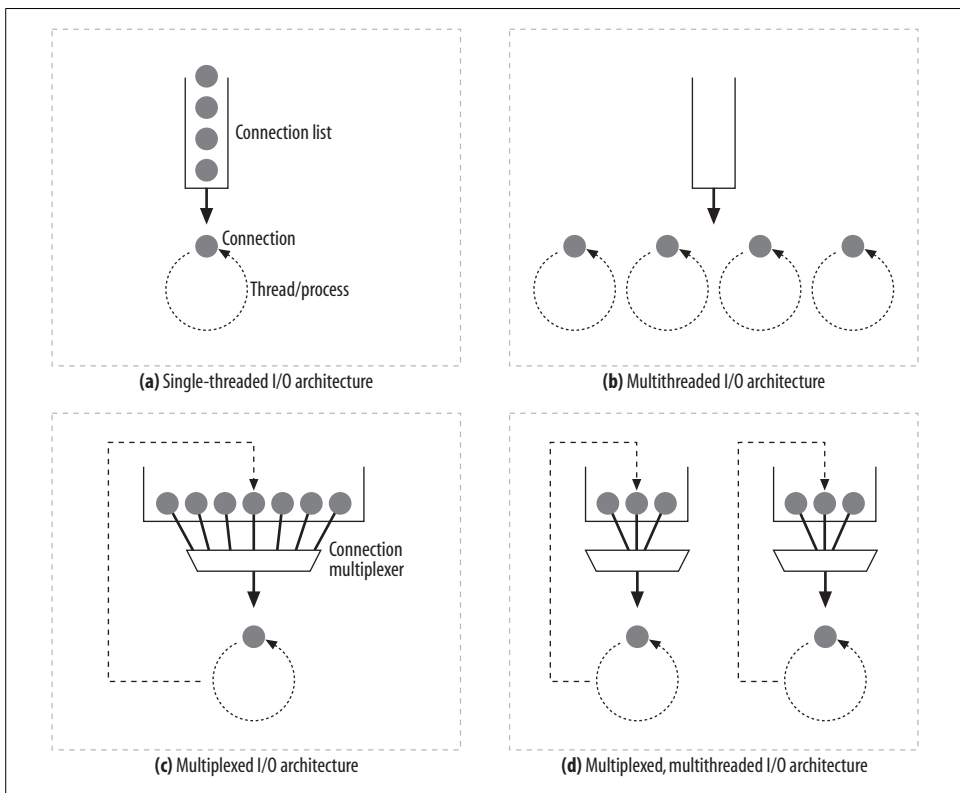 Connection list
Connection
Thread/process
(a) Single-threaded I/O architecture
(b) Multithreaded I/O architecture
Connection
multiplexer
(c) Multiplexed I/O architecture
(d) Multiplexed, multithreaded I/O architecture